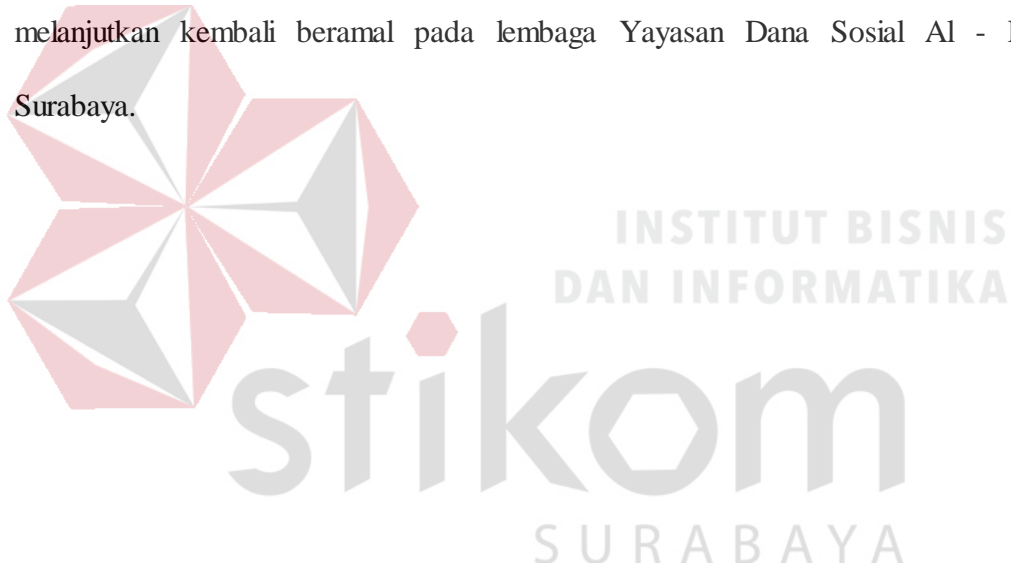 melanjutkan kembali beramal pada lembaga Yayasan Dana Sosial Al -
Surabaya.
INSTITUT BISNIS
DAN INFORMATIKA
stikom
SURABAYA